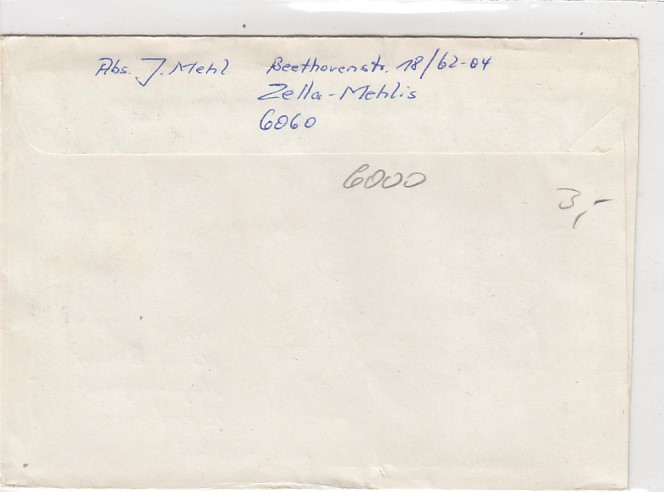 Abs. J. Mehl Beethovenstr. 18/62-04
Zella-Mehlis
6060
6000
3,-